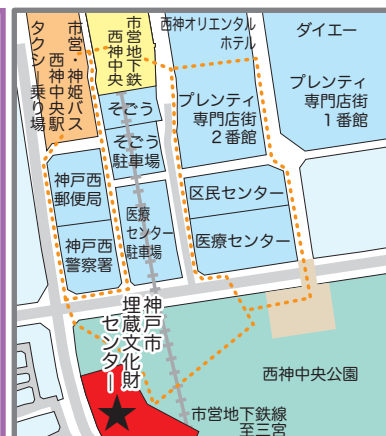 市営・神姫バス
西神中央駅
タクシー乗り場
市営地下鉄
西神中央
西神オリエンタル
ホテル
ダイエー
そごう
そごう
駐車場
プレンティ
専門店街
2番館
プレンティ
専門店街
1番館
神戸西
郵便局
神戸西
警察署
医療
センター
駐車場
区民センター
医療センター
神戸市
埋蔵文化財
センター
西神中央公園
市営地下鉄線
至三宮